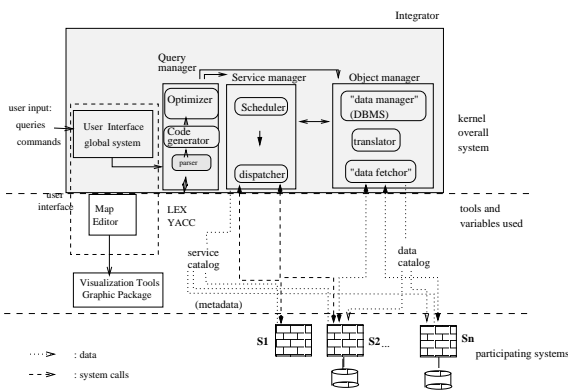 Integrator
Query
manager
Service manager
Object manager
user input:
queries
commands
User Interface
global system
Optimizer
Code
generator
parser
Scheduler
dispatcher
"data manager"
(DBMS)
translator
"data fetchor"
kernel
overall
system
user
interface
Map
Editor
LEX
YACC
tools and
variables used
service
catalog
data
catalog
Visualization Tools
Graphic Package
(metadata)
S1
S2...
Sn
participating systems
: data
: system calls